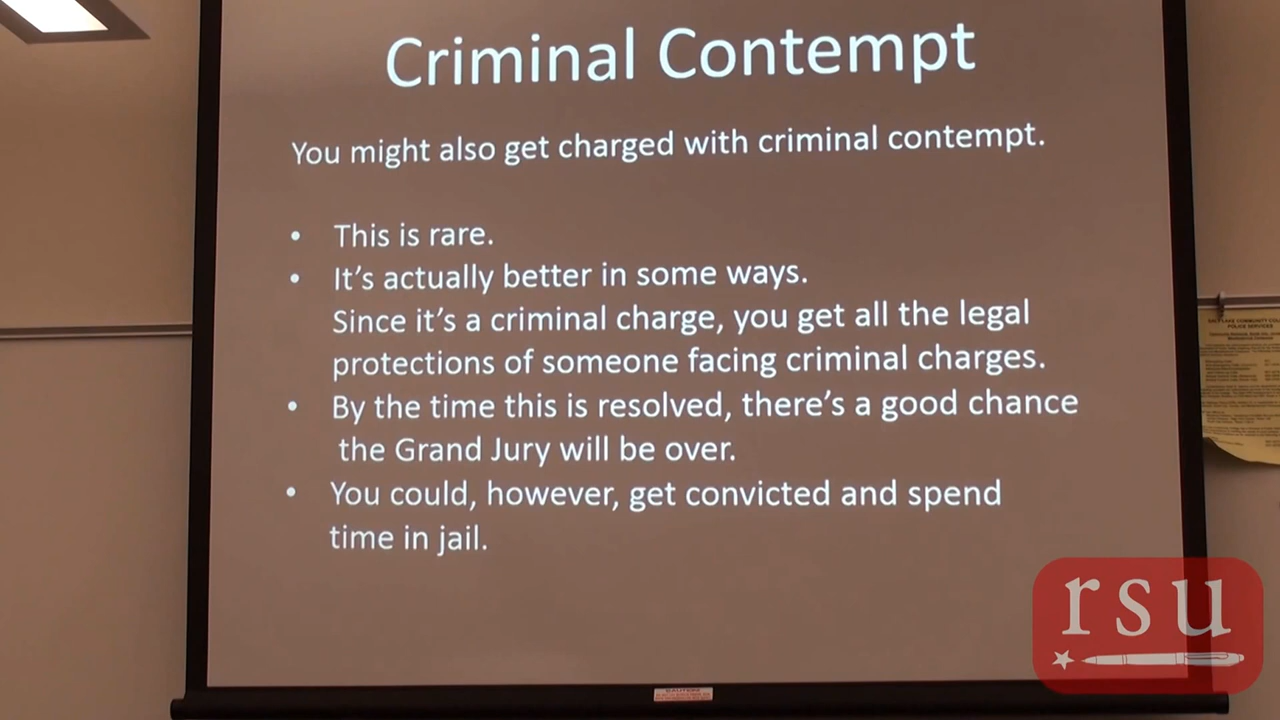 Criminal Contempt
You might also get charged with criminal contempt.
• This is rare.
• It's actually better in some ways.
Since it's a criminal charge, you get all the legal
protections of someone facing criminal charges.
• By the time this is resolved, there's a good chance
the Grand Jury will be over.
• You could, however, get convicted and spend
time in jail.
POLICE SERVICES
rsu
CAUTION